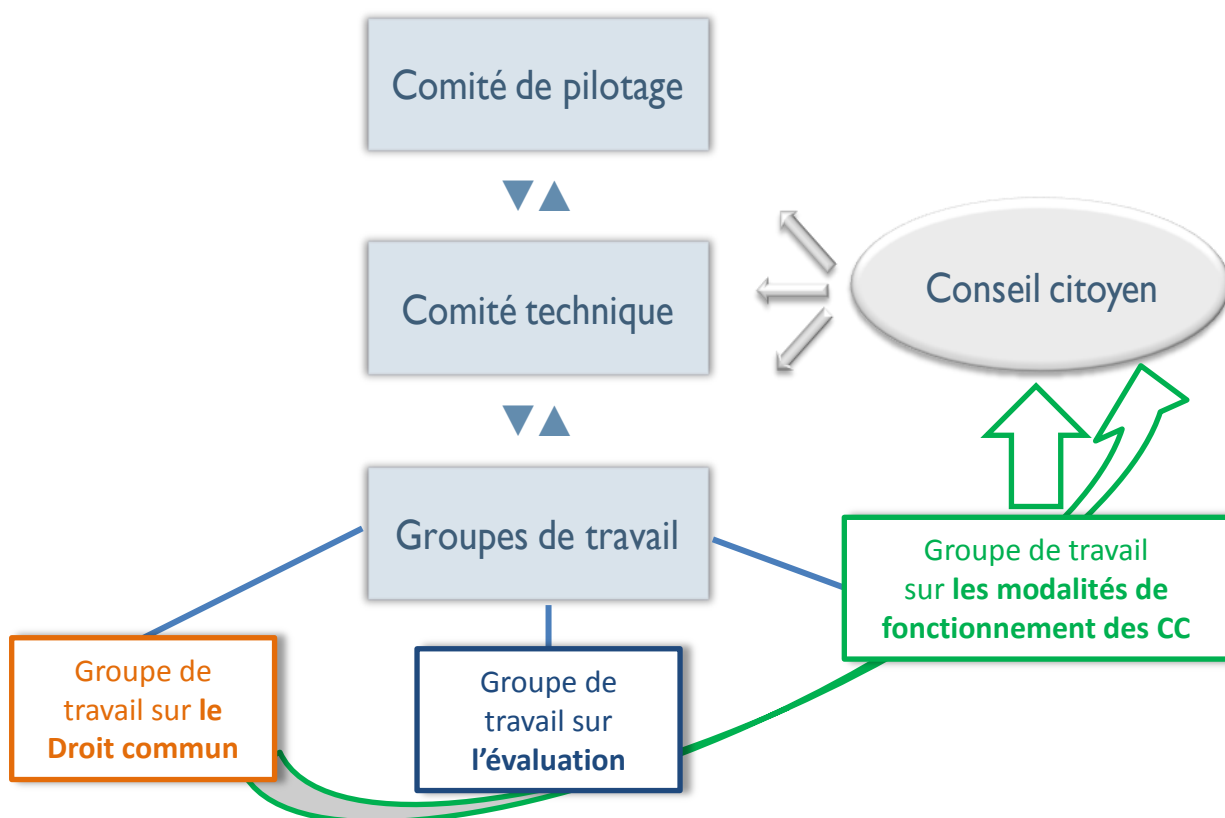 Comité de pilotage
Comité technique
Conseil citoyen
Groupes de travail
Groupe de travail
sur les modalités de
fonctionnement des CC
Groupe de
travail sur le
Droit commun
Groupe de
travail sur
l’évaluation